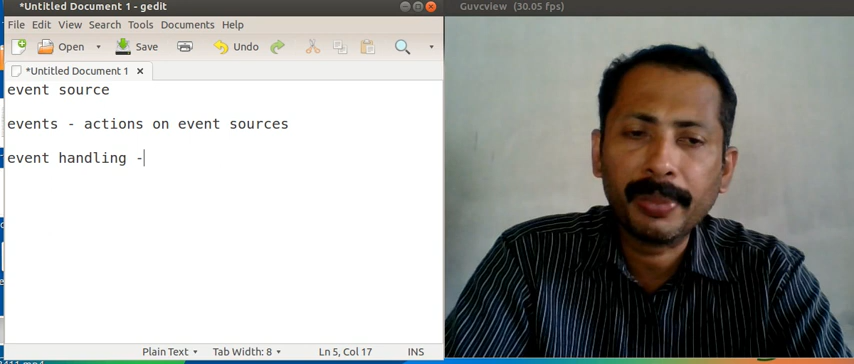 *Untitled Document 1 - gedit
Guvcview (30.05 fps)
File Edit View Search Tools Documents Help
Open Save Undo
*Untitled Document 1
event source
events - actions on event sources
event handling -
Plain Text Tab Width: 8 Ln 5, Col 17 INS